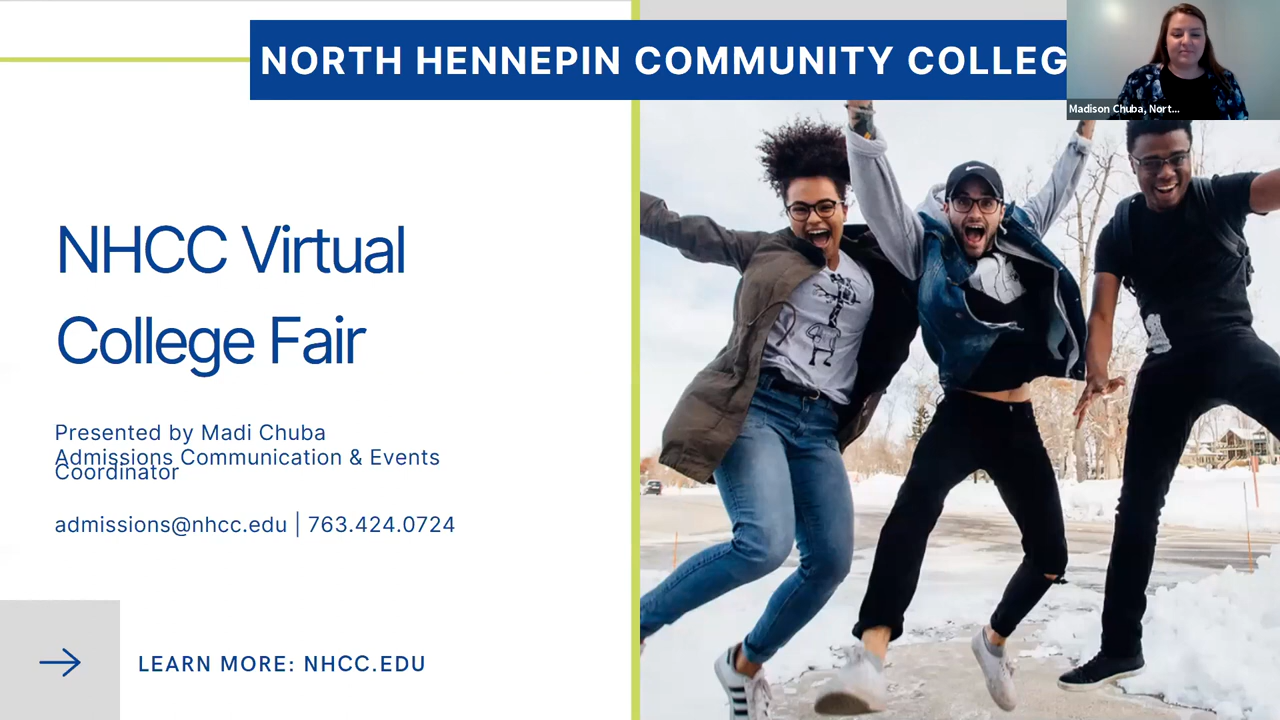 NORTH HENNEPIN COMMUNITY COLLEG
Madison Chuba, Nort...
NHCC Virtual
College Fair
Presented by Madi Chuba
Admissions Communication & Events
Coordinator
admissions@nhcc.edu | 763.424.0724
LEARN MORE: NHCC.EDU